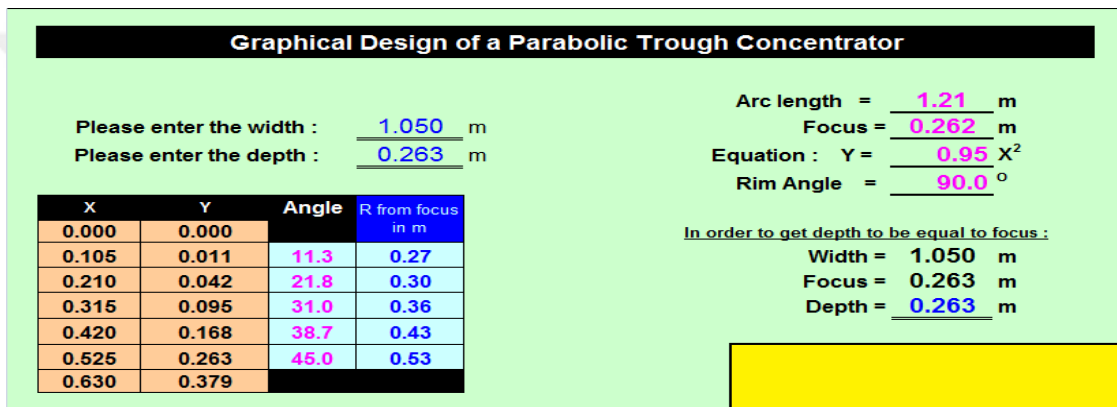 Graphical Design of a Parabolic Trough Concentrator
Please enter the width : 1.050 m
Please enter the depth : 0.263 m
Arc length = 1.21 m
Focus = 0.262 m
Equation : Y = 0.95 X²
Rim Angle = 90.0 O
X Y Angle R from focus in m
0.000 0.000
0.105 0.011 11.3 0.27
0.210 0.042 21.8 0.30
0.315 0.095 31.0 0.36
0.420 0.168 38.7 0.43
0.525 0.263 45.0 0.53
0.630 0.379
In order to get depth to be equal to focus :
Width = 1.050 m
Focus = 0.263 m
Depth = 0.263 m